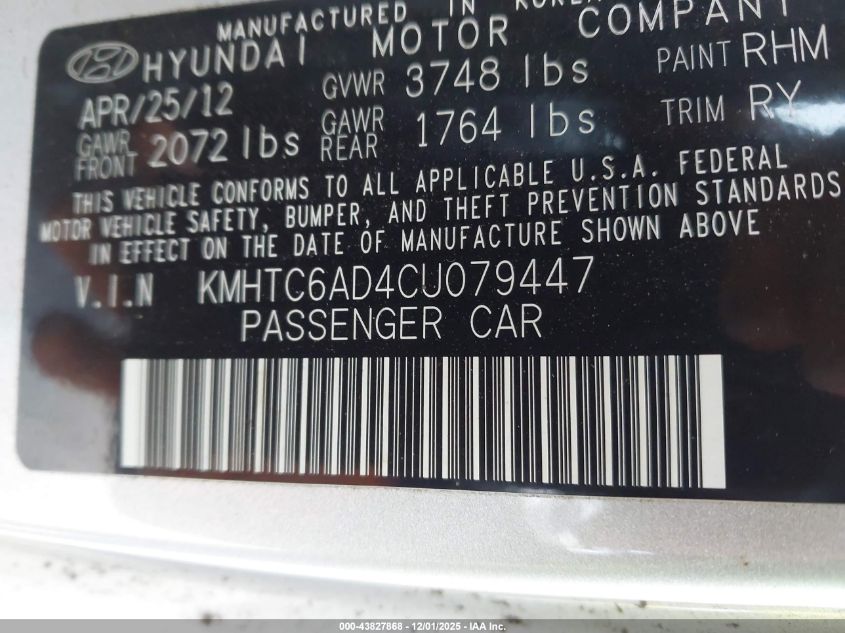 MANUFACTURED IN KOREA
HYUNDAI MOTOR COMPANY
APR/25/12 GVWR 3748 lbs PAINT RHM
GAWR FRONT 2072 lbs GAWR REAR 1764 lbs TRIM RY
THIS VEHICLE CONFORMS TO ALL APPLICABLE U.S.A. FEDERAL
MOTOR VEHICLE SAFETY, BUMPER, AND THEFT PREVENTION STANDARDS
IN EFFECT ON THE DATE OF MANUFACTURE SHOWN ABOVE
V.I.N KMHTC6AD4CU079447
PASSENGER CAR
000-43827868 - 12/01/2025 - IAA Inc.